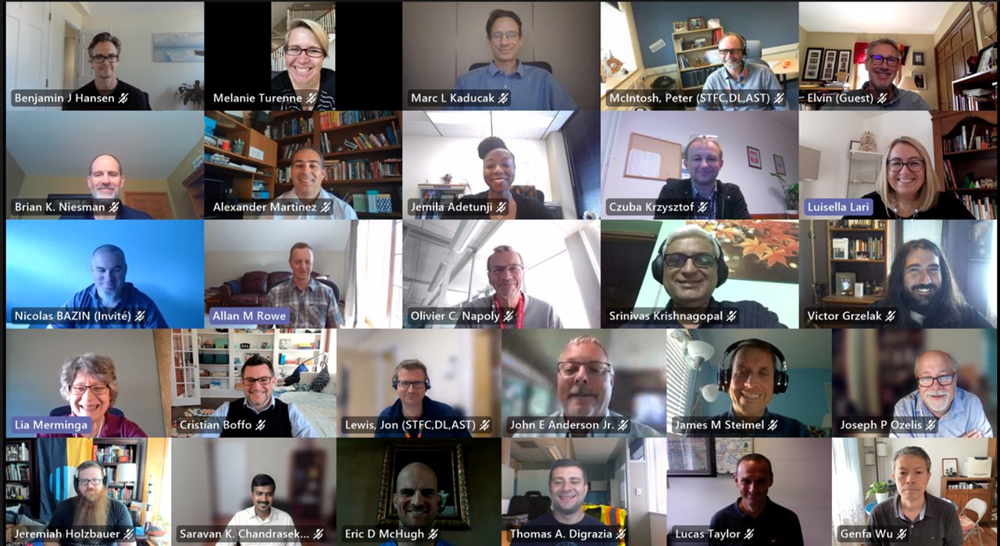 Benjamin J Hansen
Melanie Turenne
Marc L Kaducak
McIntosh, Peter (STFC,DL,AST)
Elvin (Guest)
Brian K. Niesman
Alexander Martinez
Jemila Adetunji
Czuba Krzysztof
Luisella Lari
Nicolas BAZIN (Invité)
Allan M Rowe
Olivier C. Napoly
Srinivas Krishnagopal
Victor Grzelak
Lia Merminga
Cristian Boffo
Lewis, Jon (STFC,DL,AST)
John E Anderson Jr.
James M Steimel
Joseph P Ozelis
Jeremiah Holzbauer
Saravan K. Chandrasek...
Eric D McHugh
Thomas A. Digrazia
Lucas Taylor
Genfa Wu